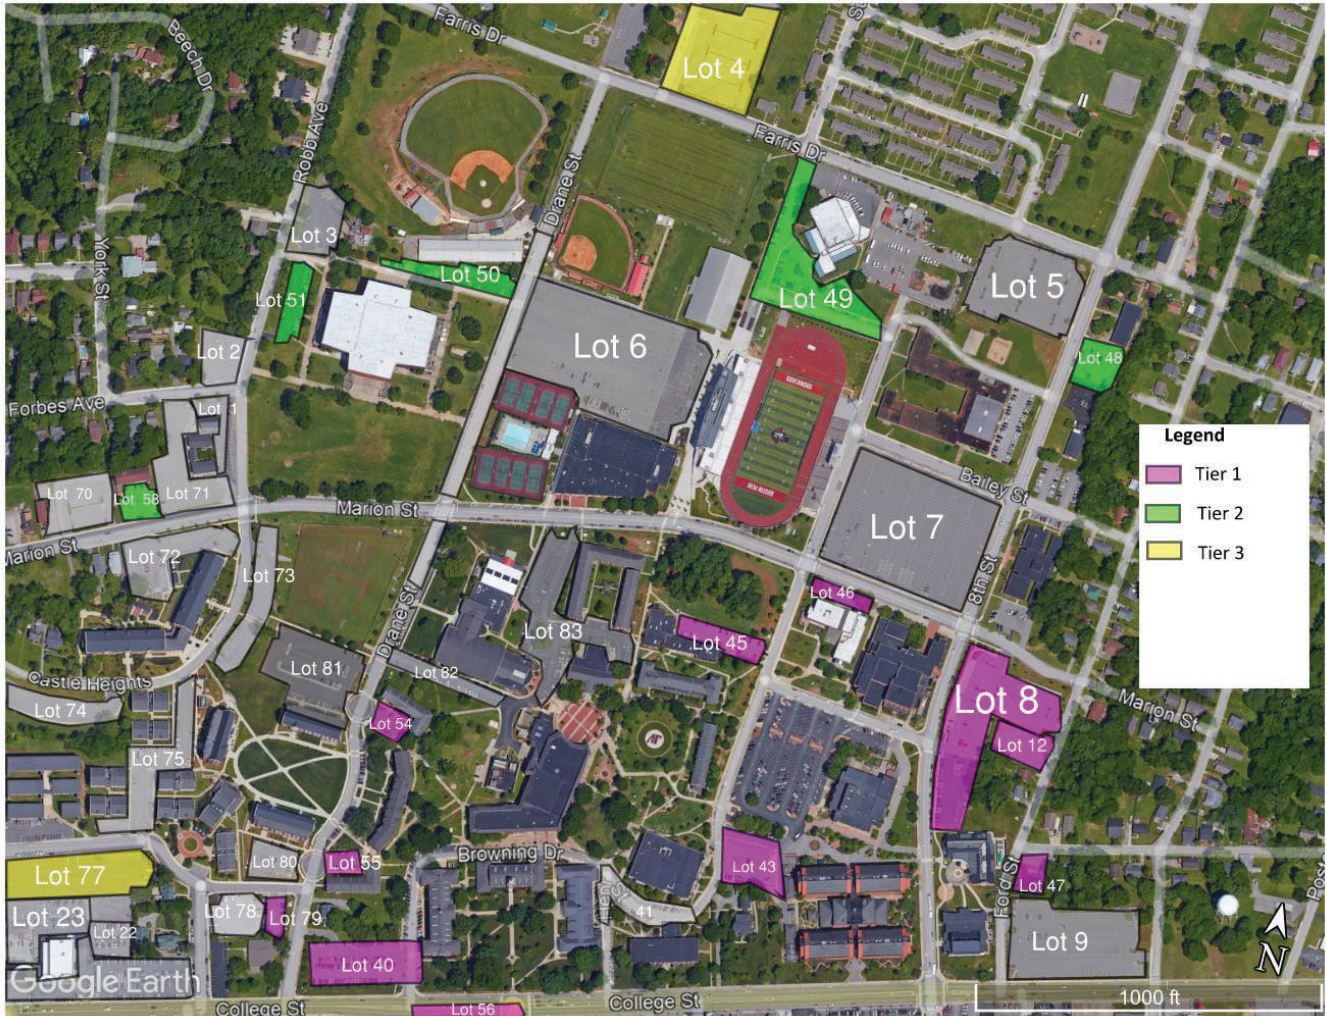 Beech Dr
Farris Dr
St
Lot 4
Robb Ave
Farris Dr
Drane St
Lot 3
York St
Lot 50
Lot 51
Lot 49
Lot 5
Lot 6
Lot 2
Lot 48
Forbes Ave
Lot 1
Legend
Tier 1
Tier 2
Tier 3
Bailey St
Lot 70
Lot 58
Lot 71
Marion St
Lot 7
Marion St
Lot 72
Lot 73
8th St
Drane St
Lot 46
Lot 83
Lot 45
Lot 81
Lot 82
Castle Heights
Lot 74
Lot 8
Marion St
Lot 54
Lot 12
Lot 75
Browning Dr
Lot 80
Lot 55
Lot 43
Lot 77
Ford St
Lot 47
Post
Lot 23
Lot 78
Lot 79
41
Lot 22
Lot 9
Lot 40
N
Google Earth
1000 ft
College St
Lot 56
College St